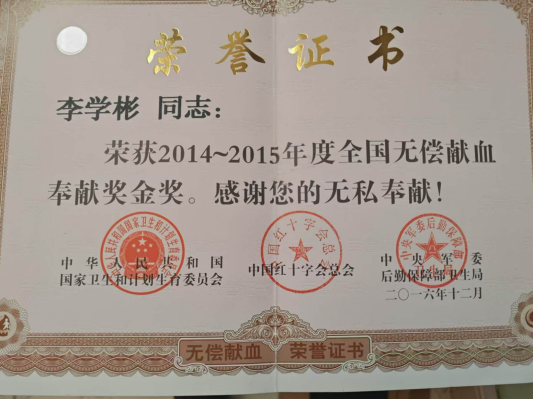 荣誉证书
李学彬 同志：
荣获2014~2015年度全国无偿献血
奉献奖金奖。感谢您的无私奉献！
中华人民共和国
国家卫生和计划生育委员会
中国红十字会总会
中央军委
后勤保障部卫生局
二〇一六年十二月
无偿献血 荣誉证书